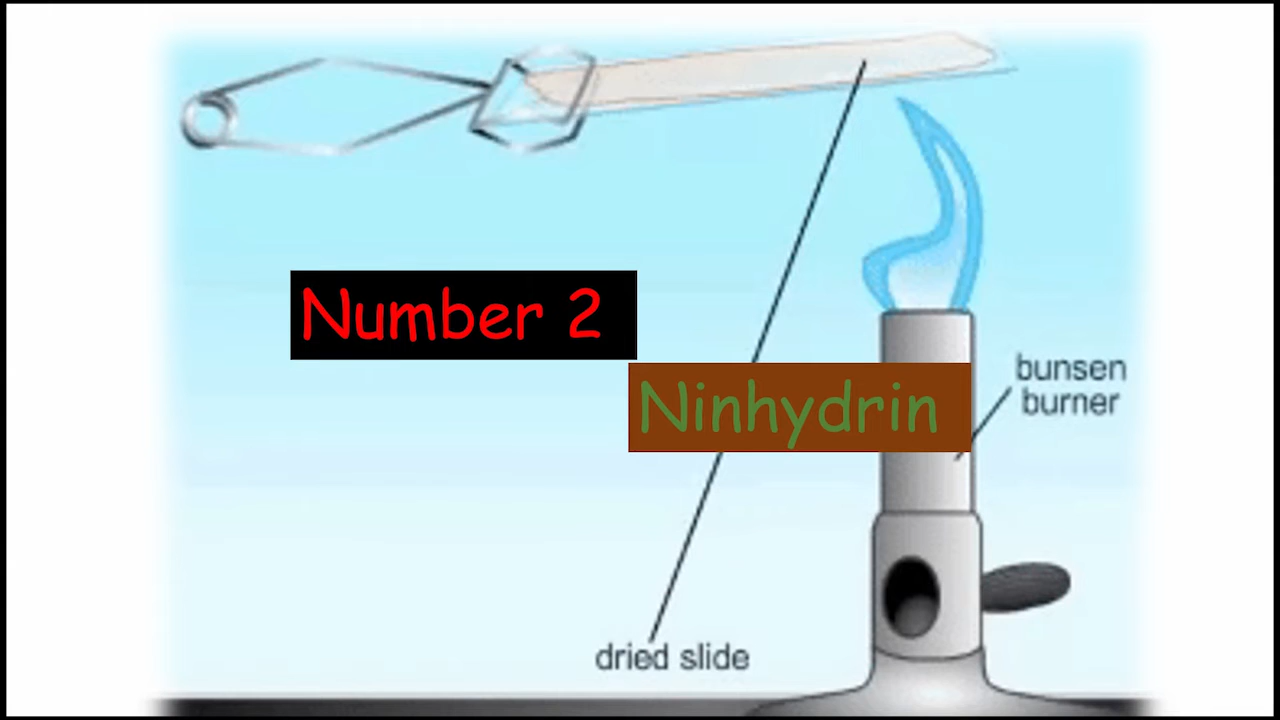 Number 2
Ninhydrin
bunsen
burner
dried slide